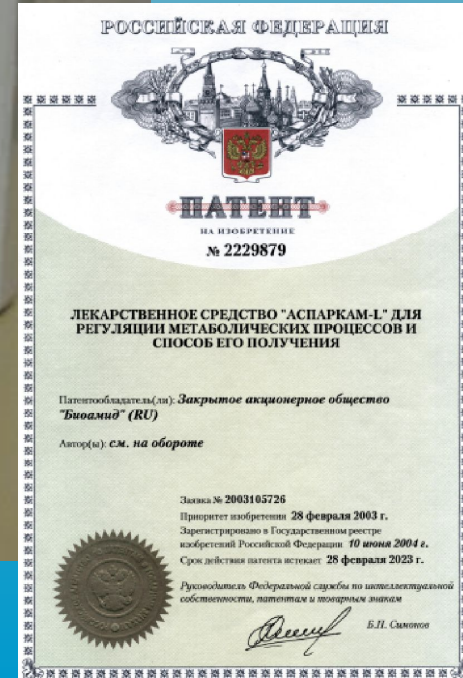 РОССИЙСКАЯ ФЕДЕРАЦИЯ
ПАТЕНТ
НА ИЗОБРЕТЕНИЕ
№ 2229879
ЛЕКАРСТВЕННОЕ СРЕДСТВО "АСПАРКАМ-L" ДЛЯ
РЕГУЛЯЦИИ МЕТАБОЛИЧЕСКИХ ПРОЦЕССОВ И
СПОСОБ ЕГО ПОЛУЧЕНИЯ
Патентообладатель(ли): Закрытое акционерное общество
"Биоамид" (RU)
Автор(ы): см. на обороте
Заявка № 2003105726
Приоритет изобретения 28 февраля 2003 г.
Зарегистрировано в Государственном реестре
изобретений Российской Федерации 10 июня 2004 г.
Срок действия патента истекает 28 февраля 2023 г.
Руководитель Федеральной службы по интеллектуальной
собственности, патентам и товарным знакам
Б.П. Симонов